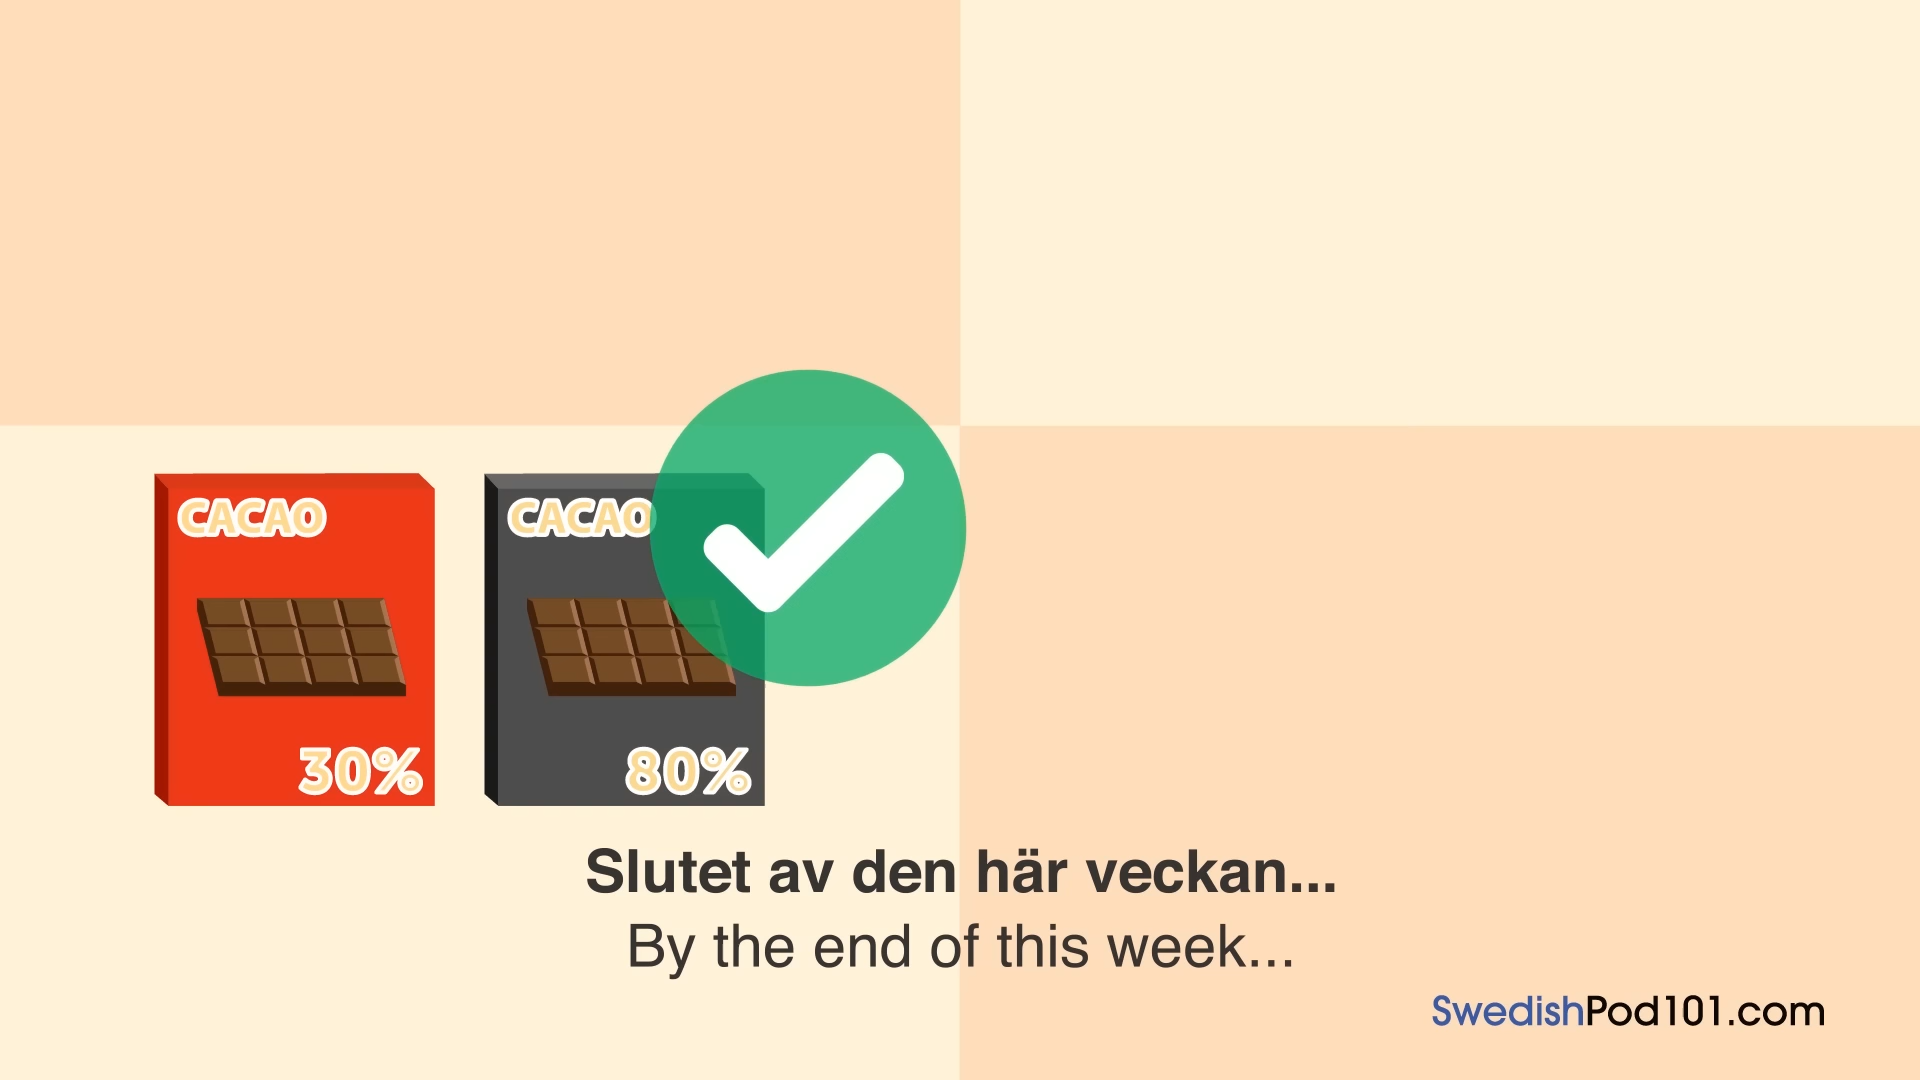 CACAO
CACAO
30%
80%
Slutet av den här veckan...
By the end of this week...
SwedishPod101.com